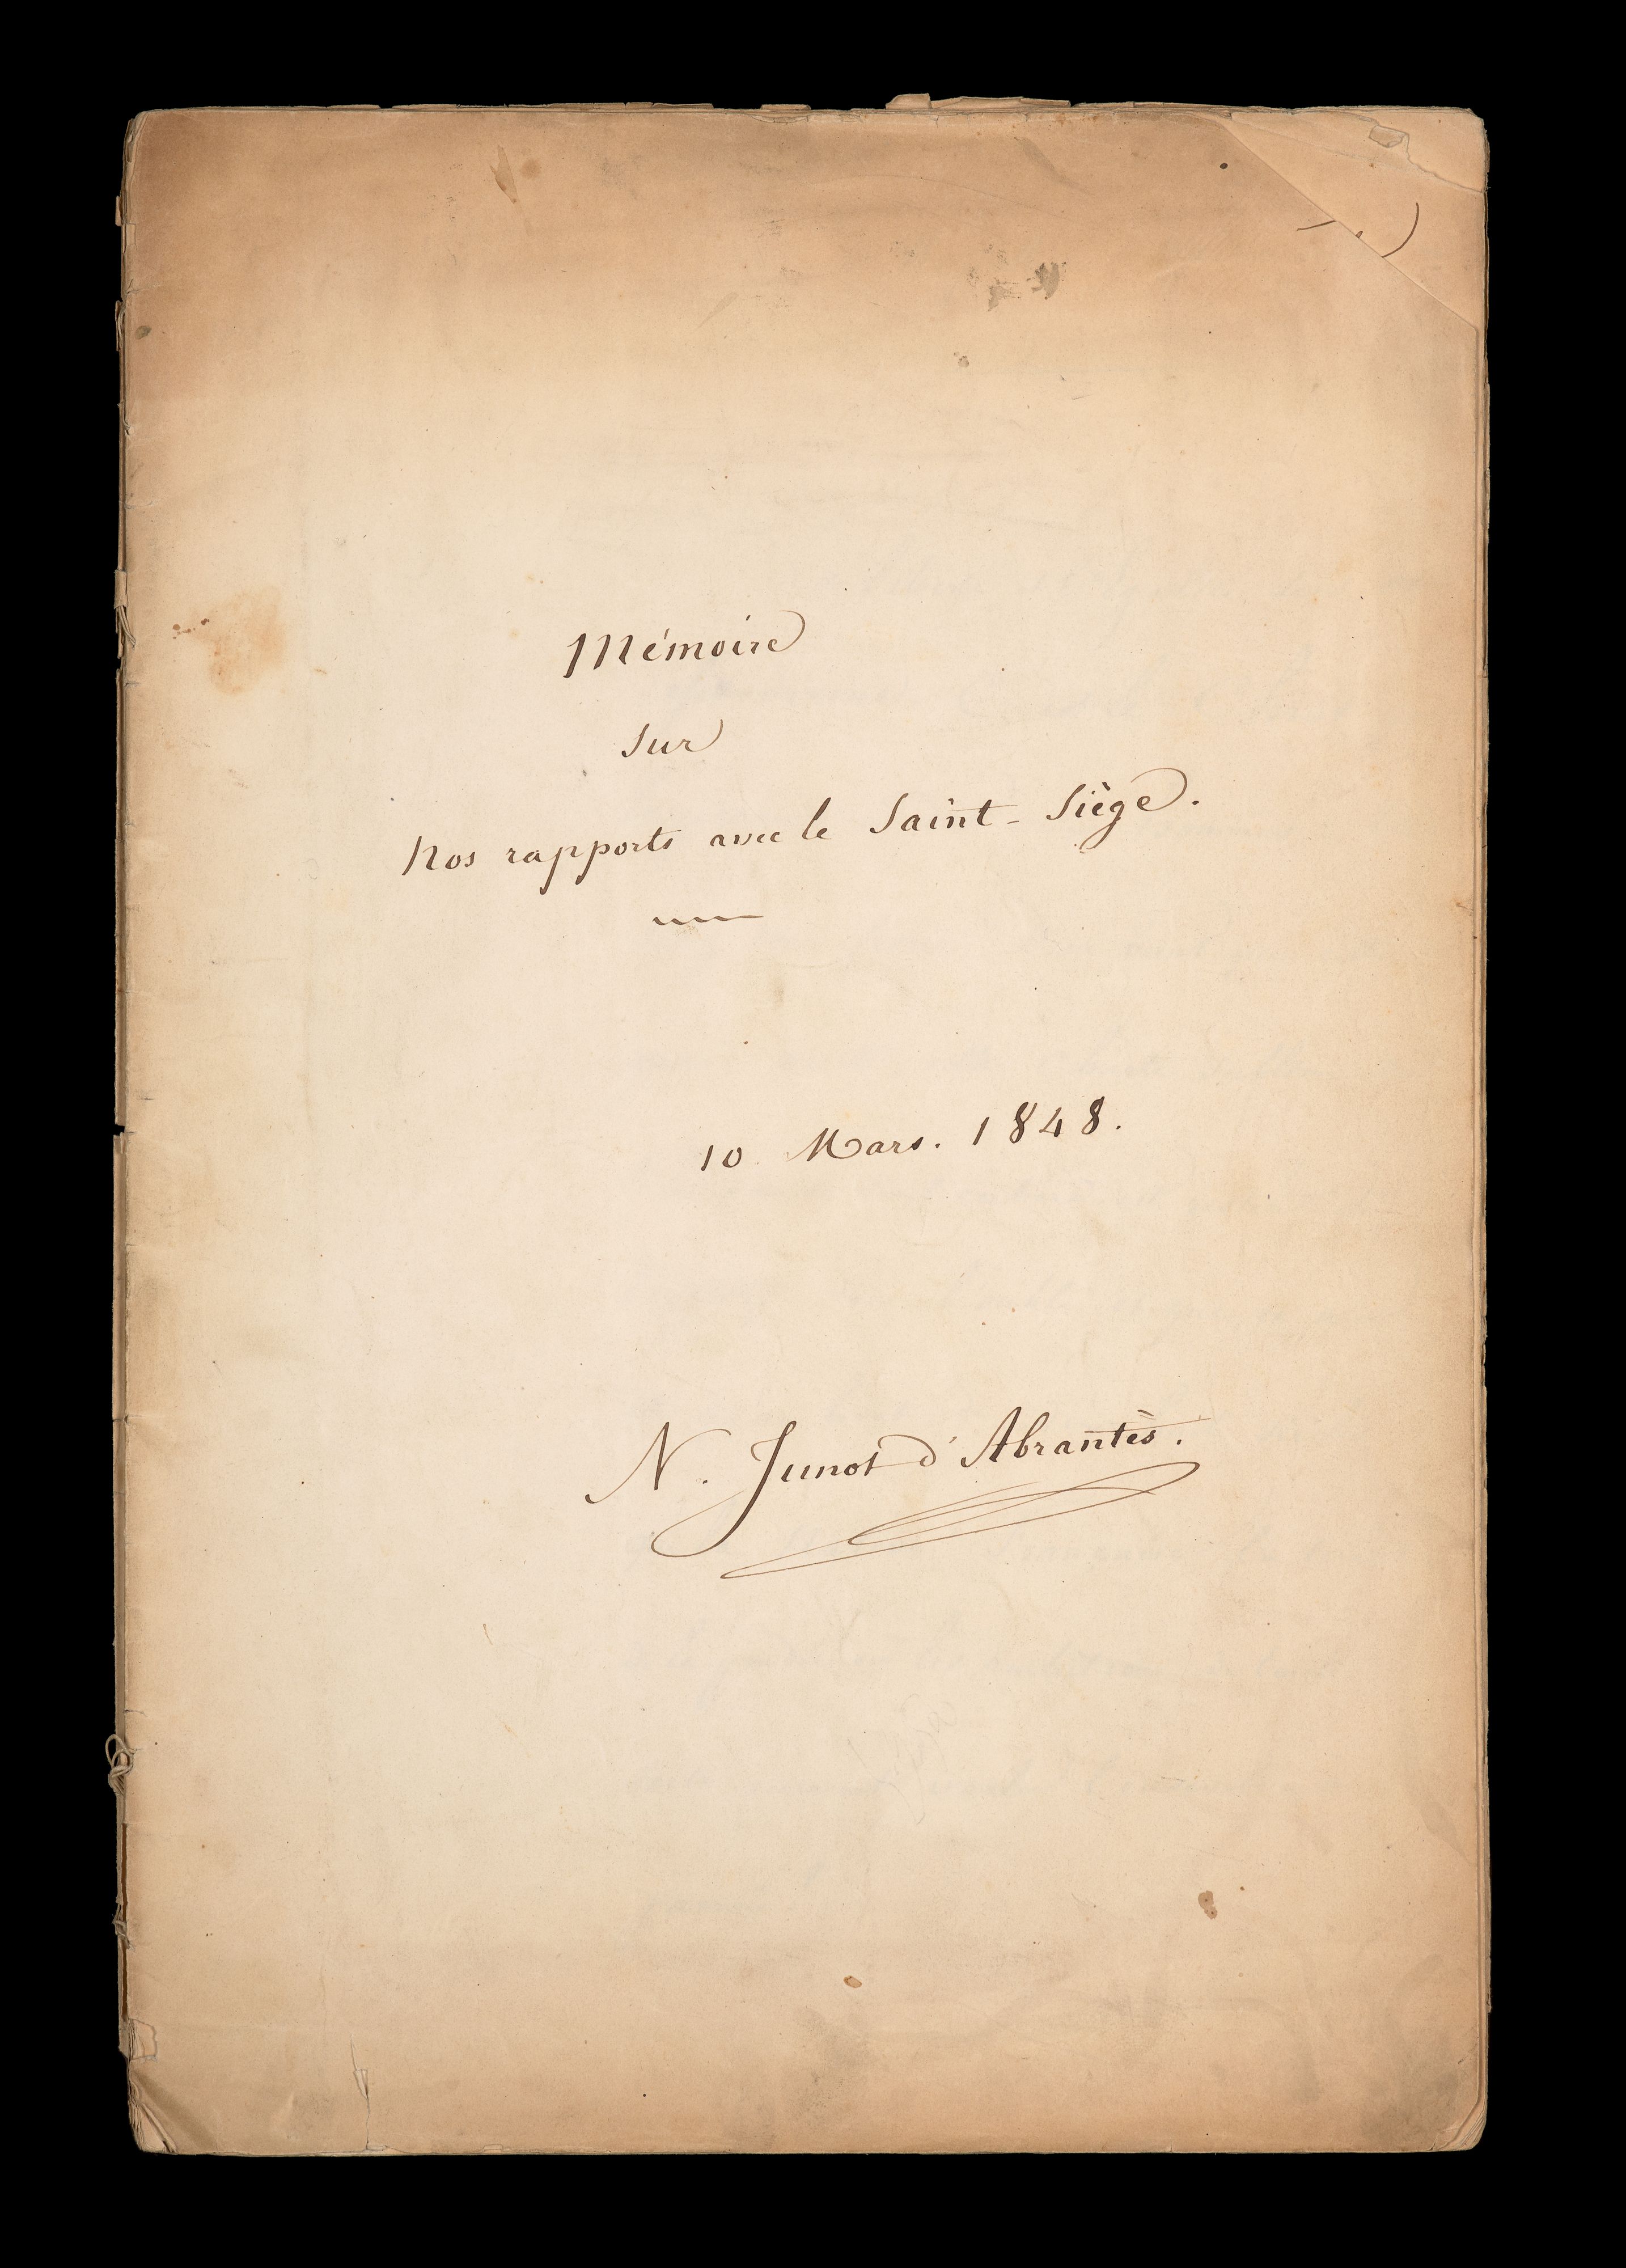 Mémoire
sur
Nos rapports avec le Saint-Siège.
10 Mars. 1848.
N. Junot d'Abrantès.